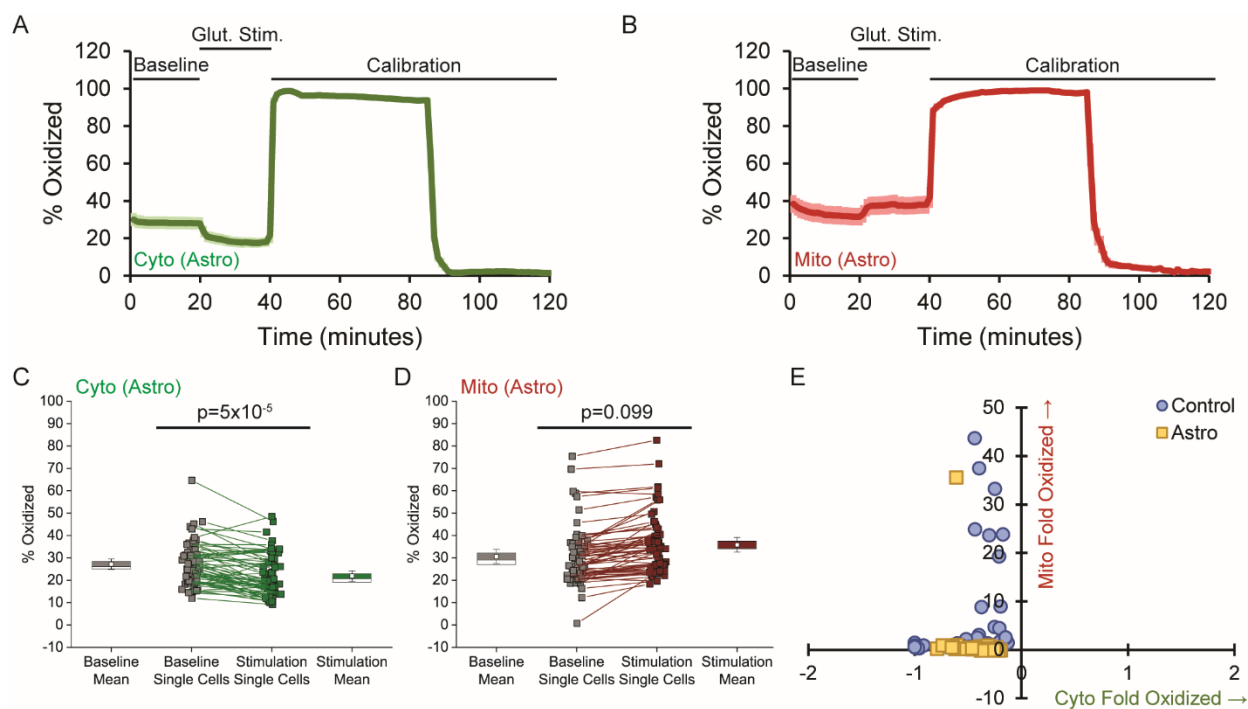 A
Glut. Stim.
Baseline
Calibration
120
100
80
60
40
20
0
% Oxidized
Cyto (Astro)
0 20 40 60 80 100 120
Time (minutes)
B
Glut. Stim.
Baseline
Calibration
120
100
80
60
40
20
0
% Oxidized
Mito (Astro)
0 20 40 60 80 100 120
Time (minutes)
C
Cyto (Astro)
p=5x10-5
100
90
80
70
60
50
40
30
20
10
0
-10
% Oxidized
Baseline Baseline Stimulation Stimulation
Mean Single Cells Single Cells Mean
D
Mito (Astro)
p=0.099
100
90
80
70
60
50
40
30
20
10
0
-10
% Oxidized
Baseline Baseline Stimulation Stimulation
Mean Single Cells Single Cells Mean
E
50
40
30
20
10
0
-10
Mito Fold Oxidized →
Control
Astro
-2 -1 0 1 2
Cyto Fold Oxidized →